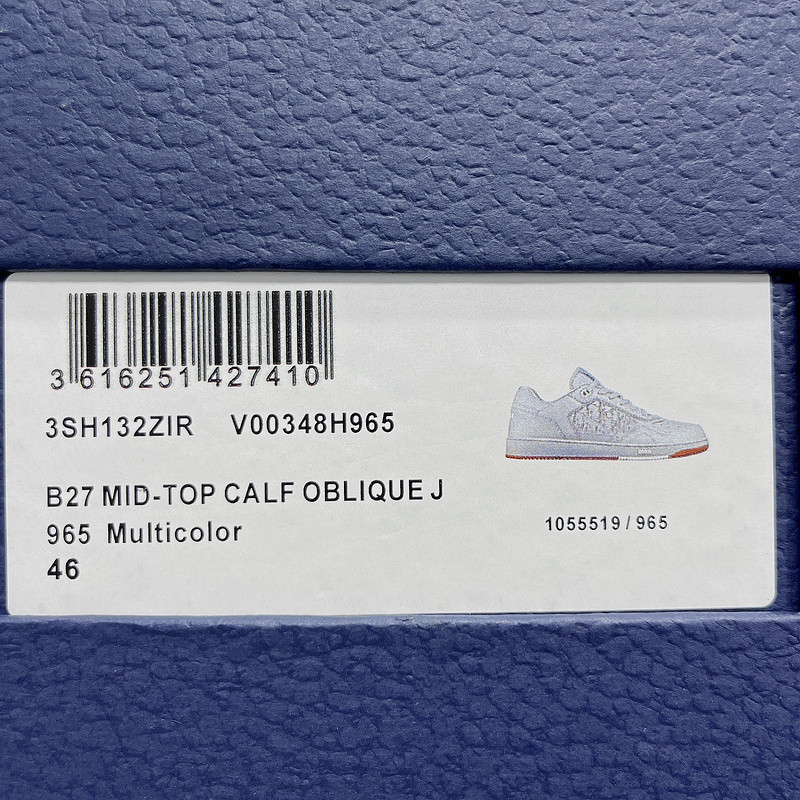 3 616251 427410
3SH132ZIR V00348H965
B27 MID-TOP CALF OBLIQUE J
965 Multicolor
46
1055519 / 965